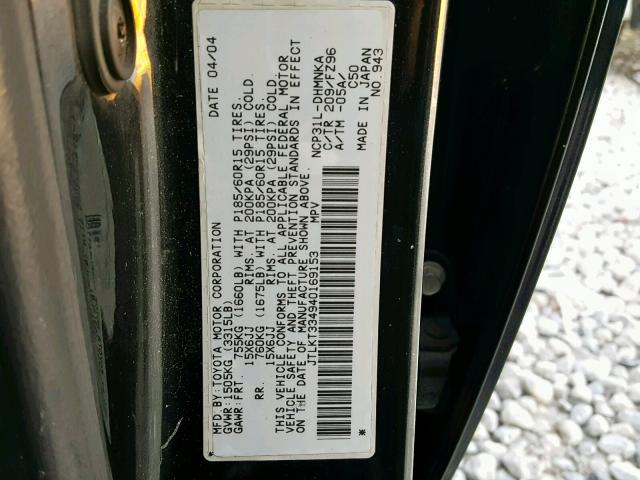 MFD.BY:TOYOTA MOTOR CORPORATION DATE 04/04
GVWR:1505KG (3315LB)
GAWR:FRT. 755KG (1660LB) WITH P185/60R15 TIRES.
15X6JJ RIMS. AT 200KPA (29PSI) COLD.
RR. 760KG (1675LB) WITH P185/60R15 TIRES.
15X6JJ RIMS. AT 200KPA (29PSI) COLD.
THIS VEHICLE CONFORMS TO ALL APPLICABLE FEDERAL MOTOR
VEHICLE SAFETY AND THEFT PREVENTION STANDARDS IN EFFECT
ON THE DATE OF MANUFACTURE SHOWN ABOVE.
JTLKT334940169153 NCP31L-DHMNKA
MPV C/TR 209/FZ96
A/TM -05A/
C50
MADE IN JAPAN
* * NO.943